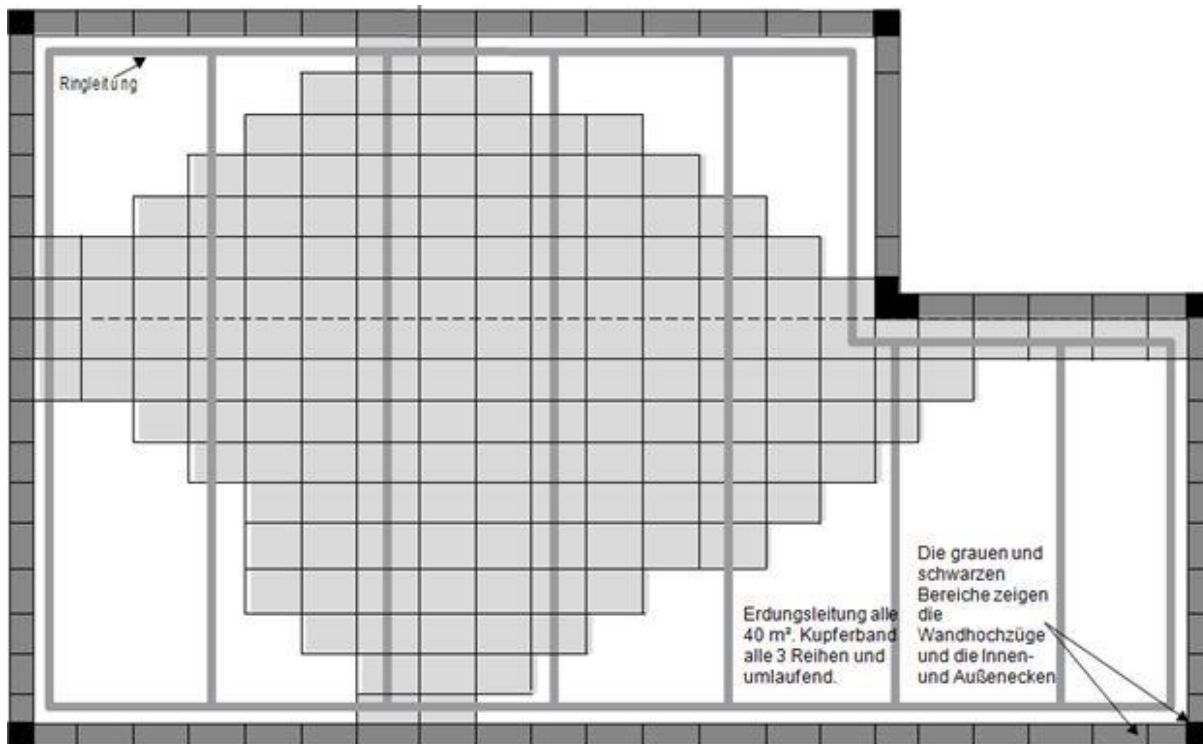 Ringleitung
Erdungsleitung alle
40 m². Kupferband
alle 3 Reihen und
umlaufend.
Die grauen und
schwarzen
Bereiche zeigen
die
Wandhochzüge
und die Innen-
und Außenecken